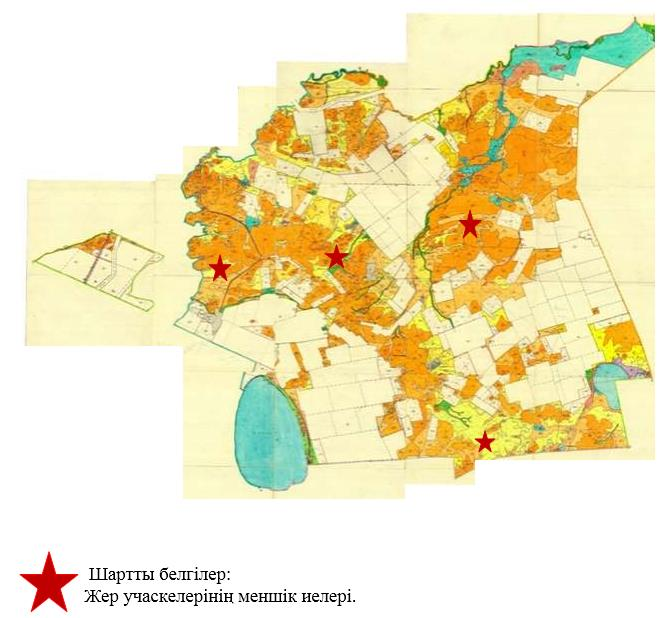 Шартты белгілер:
Жер учаскелерінің меншік иелері.